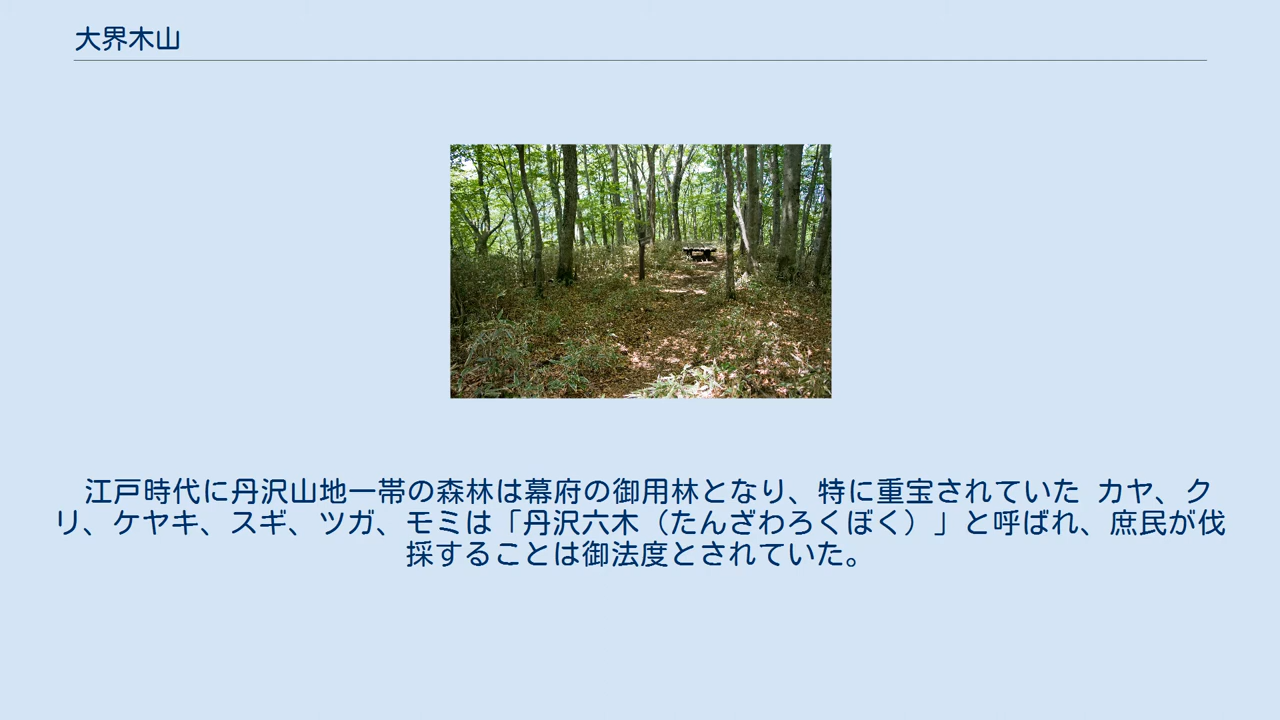 大界木山
江戸時代に丹沢山地一帯の森林は幕府の御用林となり、特に重宝されていた カヤ、ク
リ、ケヤキ、スギ、ツガ、モミは「丹沢六木（たんざわろくぼく）」と呼ばれ、庶民が伐
採することは御法度とされていた。